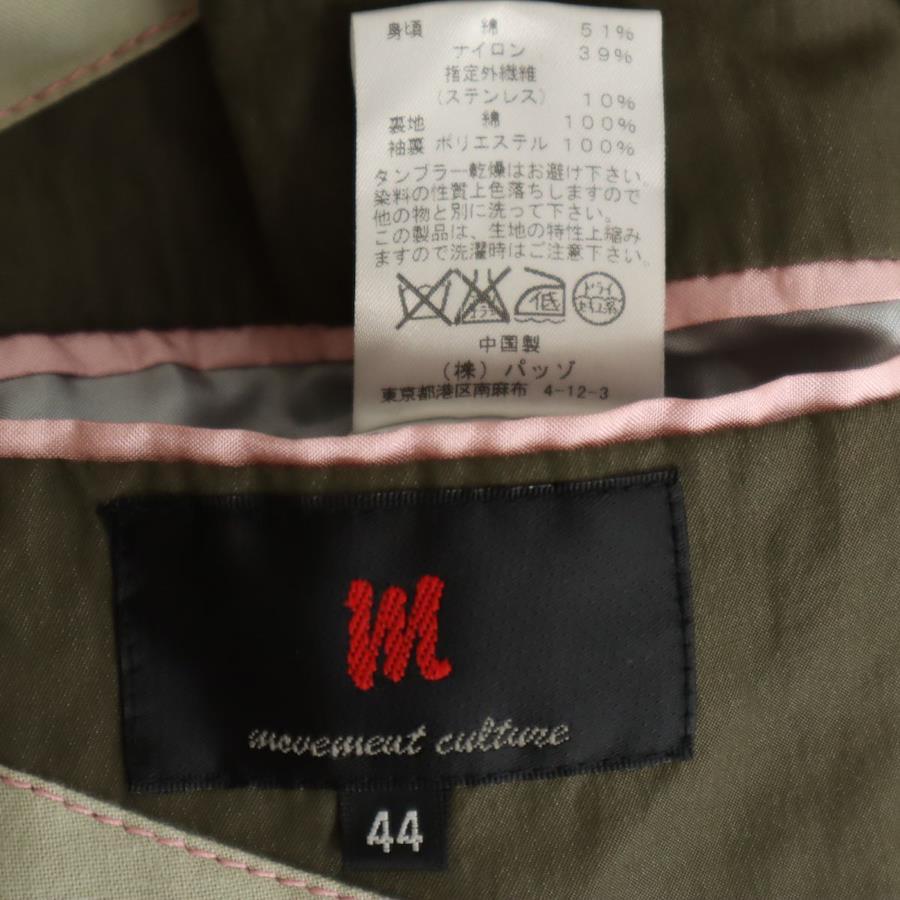 身頃 綿 51%
ナイロン 39%
指定外繊維
(ステンレス) 10%
裏地 綿 100%
袖裏 ポリエステル 100%
タンブラー乾燥はお避け下さい。
染料の性質上色落ちしますので
他の物と別に洗って下さい。
この製品は、生地の特性上縮み
ますので洗濯時はご注意下さい。
低 ドライ
中国製
(株) パッゾ
東京都港区南麻布 4-12-3
M
movement culture
44